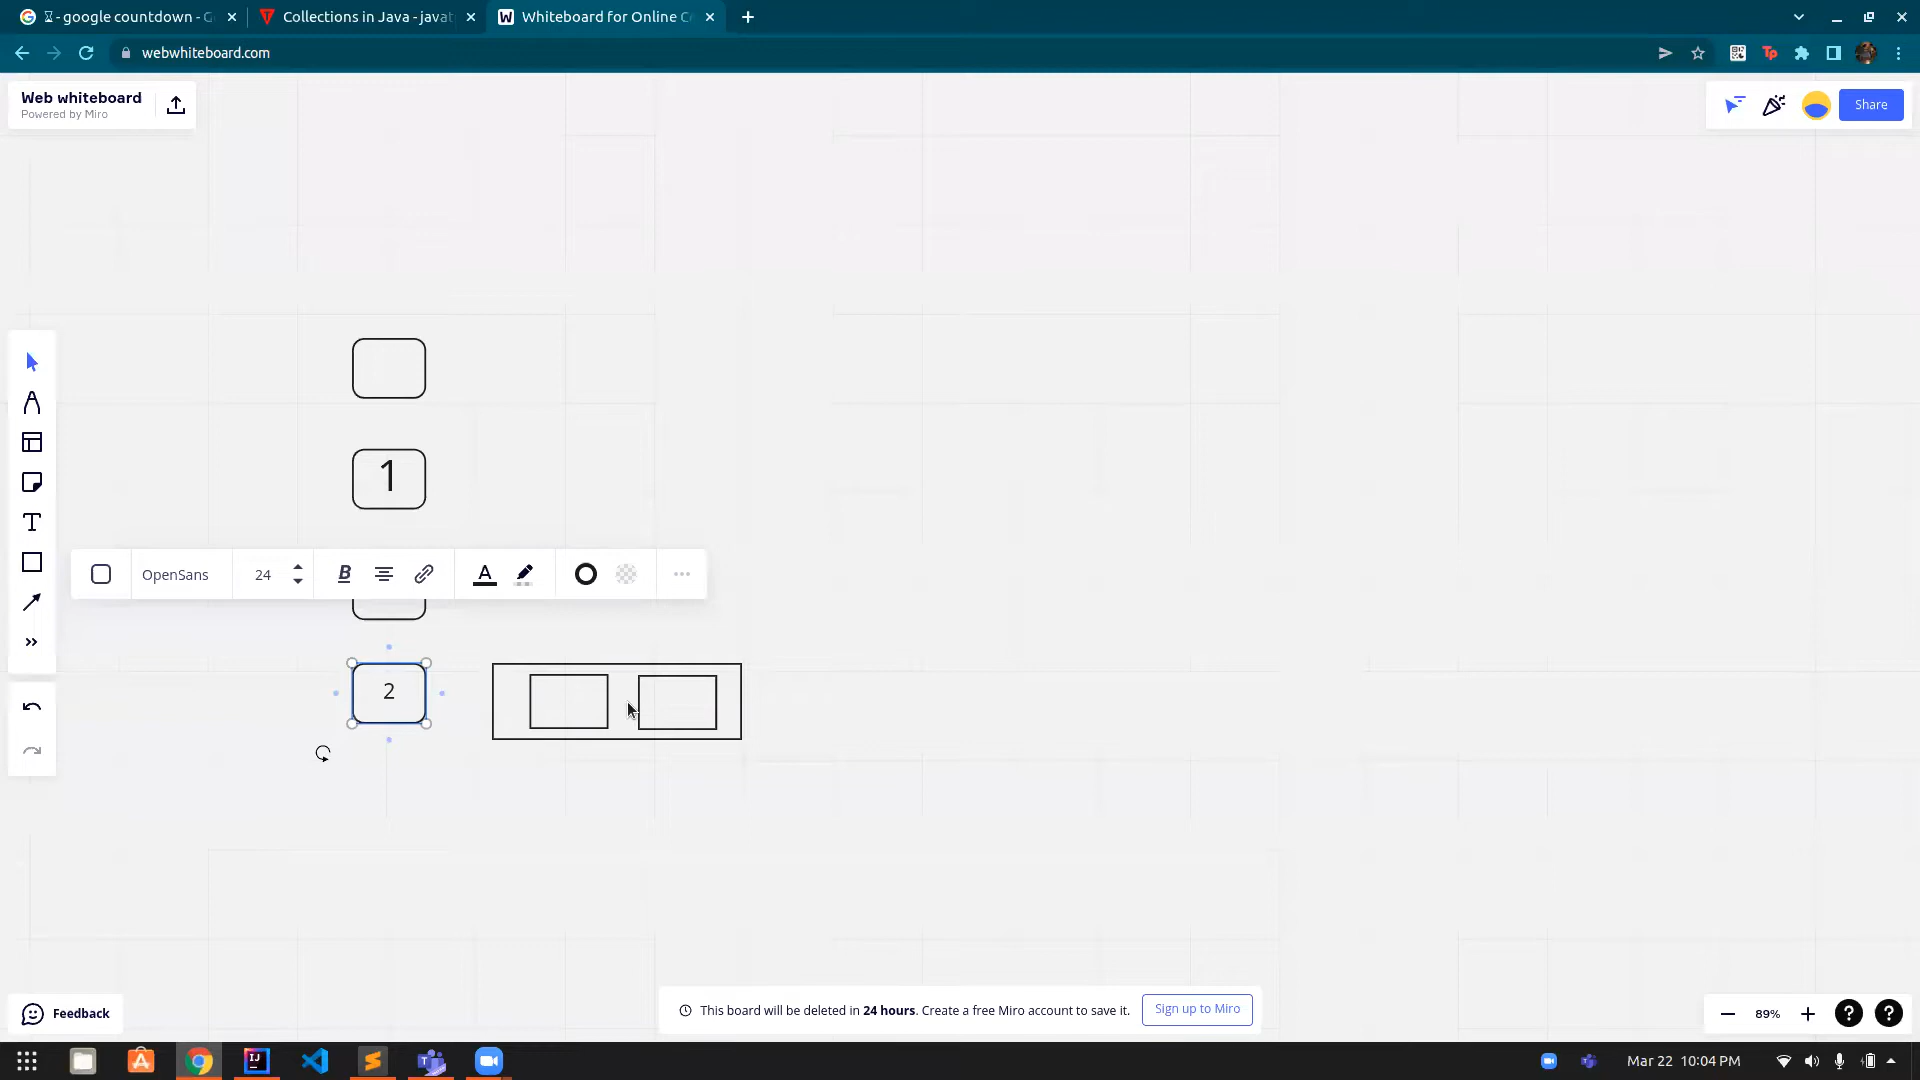 ⌛ - google countdown - G
Collections in Java - javat
Whiteboard for Online C
webwhiteboard.com
Web whiteboard
Powered by Miro
Share
1
OpenSans
24
B
A
T
2
Feedback
This board will be deleted in 24 hours. Create a free Miro account to save it.
Sign up to Miro
89%
?
?
Mar 22 10:04 PM